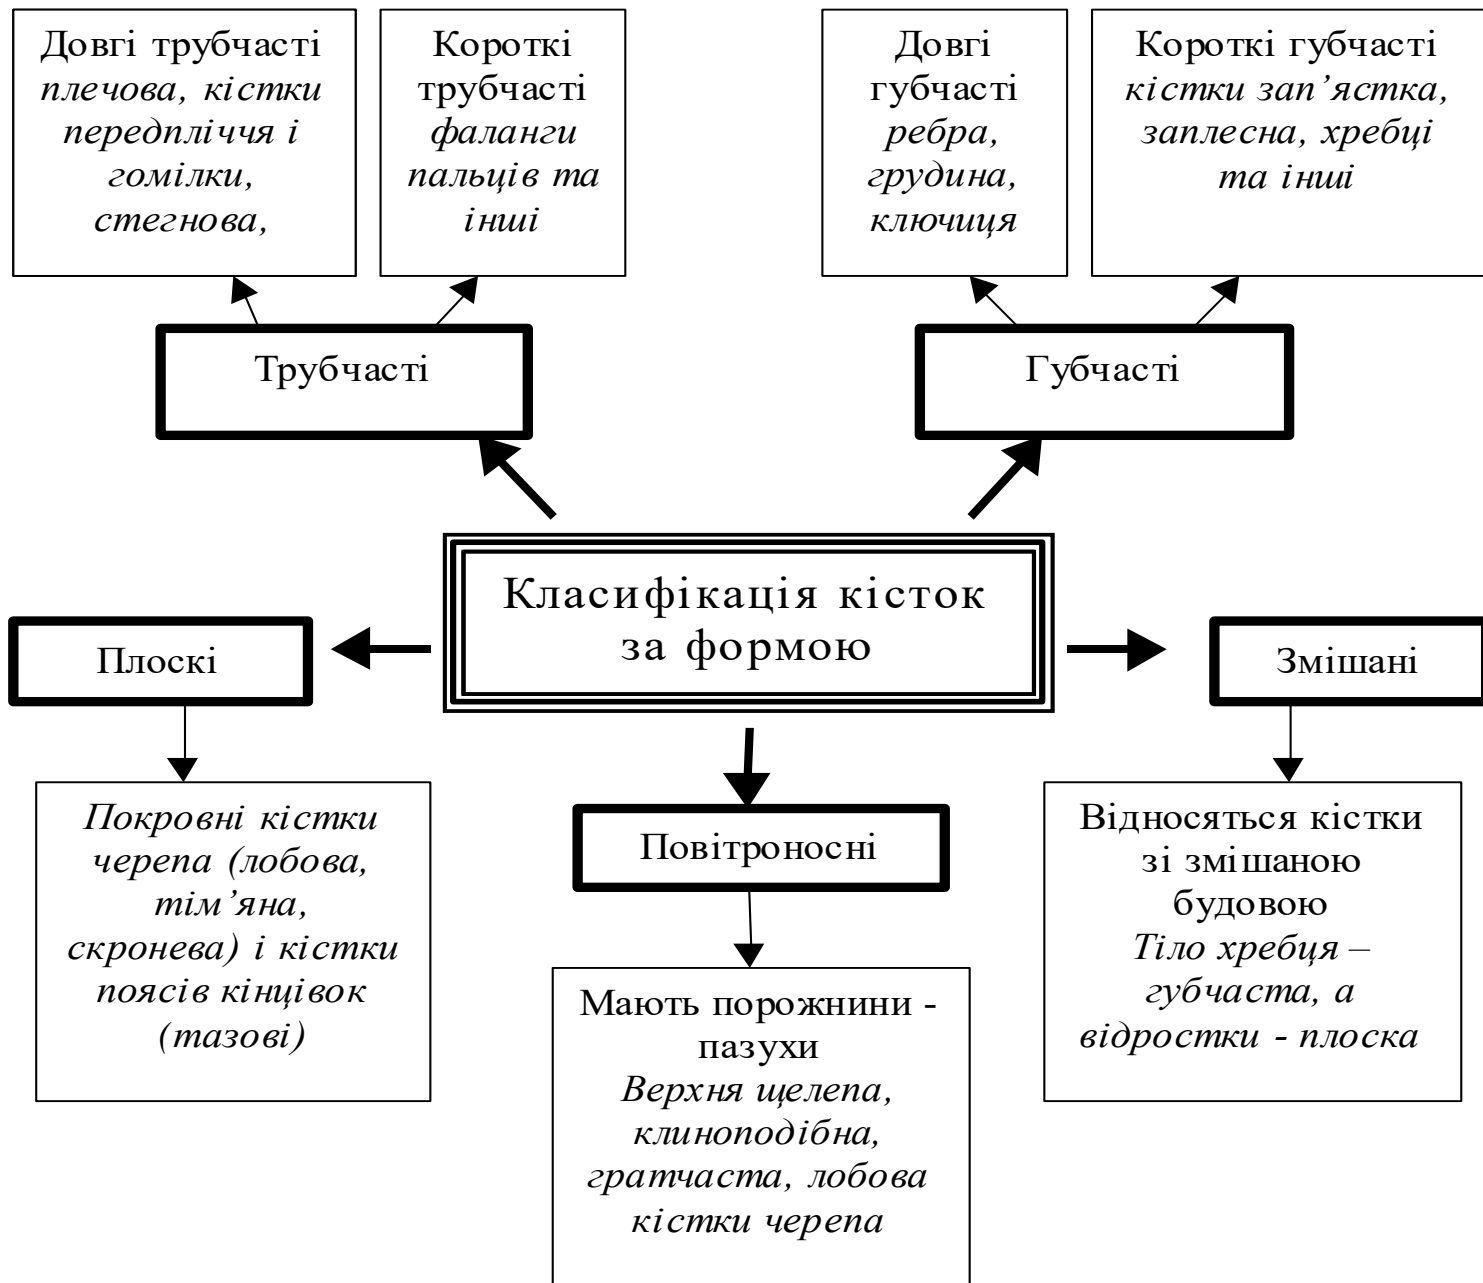 Довгі трубчасті
плечова, кістки
передпліччя і
гомілки,
стегнова,
Короткі
трубчасті
фаланги
пальців та
інші
Довгі
губчасті
ребра,
грудина,
ключиця
Короткі губчасті
кістки зап’ястка,
заплесна, хребці
та інші
Трубчасті
Губчасті
Класифікація кісток
за формою
Плоскі
Змішані
Покровні кістки
черепа (лобова,
тім’яна,
скронева) і кістки
поясів кінцівок
(тазові)
Повітроносні
Мають порожнини -
пазухи
Верхня щелепа,
клиноподібна,
гратчаста, лобова
кістки черепа
Відносяться кістки
зі змішаною
будовою
Тіло хребця –
губчаста, а
відростки - плоска